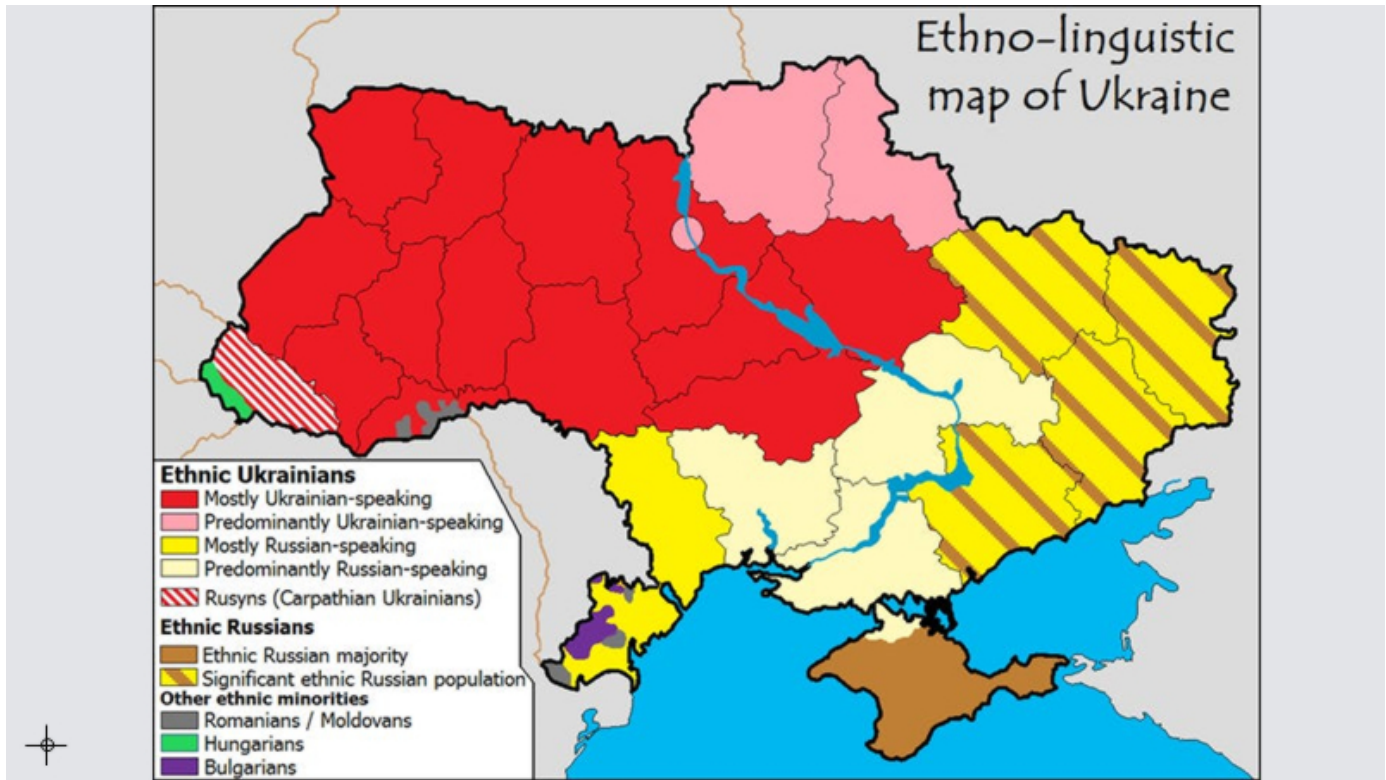 Ethno-linguistic
map of Ukraine
Ethnic Ukrainians
Mostly Ukrainian-speaking
Predominantly Ukrainian-speaking
Mostly Russian-speaking
Predominantly Russian-speaking
Rusyns (Carpathian Ukrainians)
Ethnic Russians
Ethnic Russian majority
Significant ethnic Russian population
Other ethnic minorities
Romanians / Moldovans
Hungarians
Bulgarians